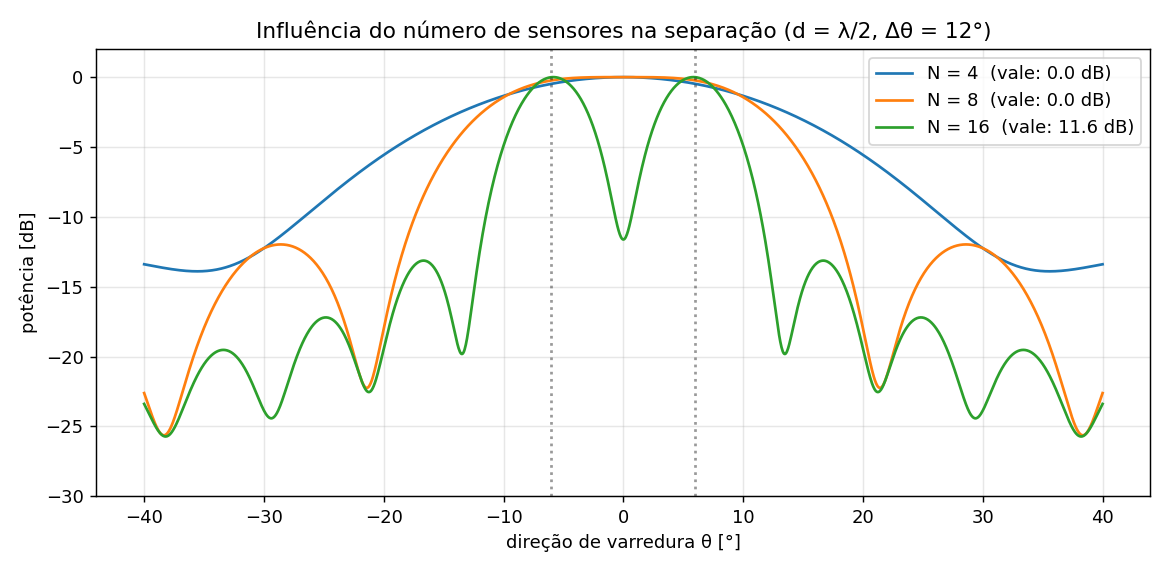 Influência do número de sensores na separação (d = λ/2, Δθ = 12°)
N = 4  (vale: 0.0 dB)
N = 8  (vale: 0.0 dB)
N = 16  (vale: 11.6 dB)
potência [dB]
0
−5
−10
−15
−20
−25
−30
−40
−30
−20
−10
0
10
20
30
40
direção de varredura θ [°]